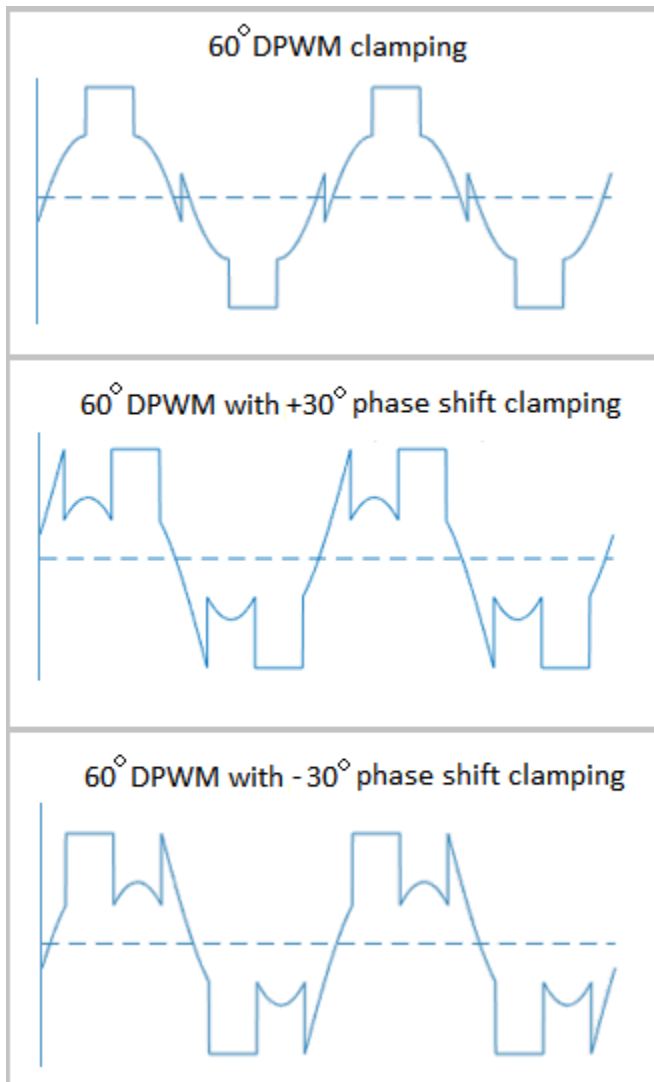 60° DPWM clamping
60° DPWM with +30° phase shift clamping
60° DPWM with - 30° phase shift clamping